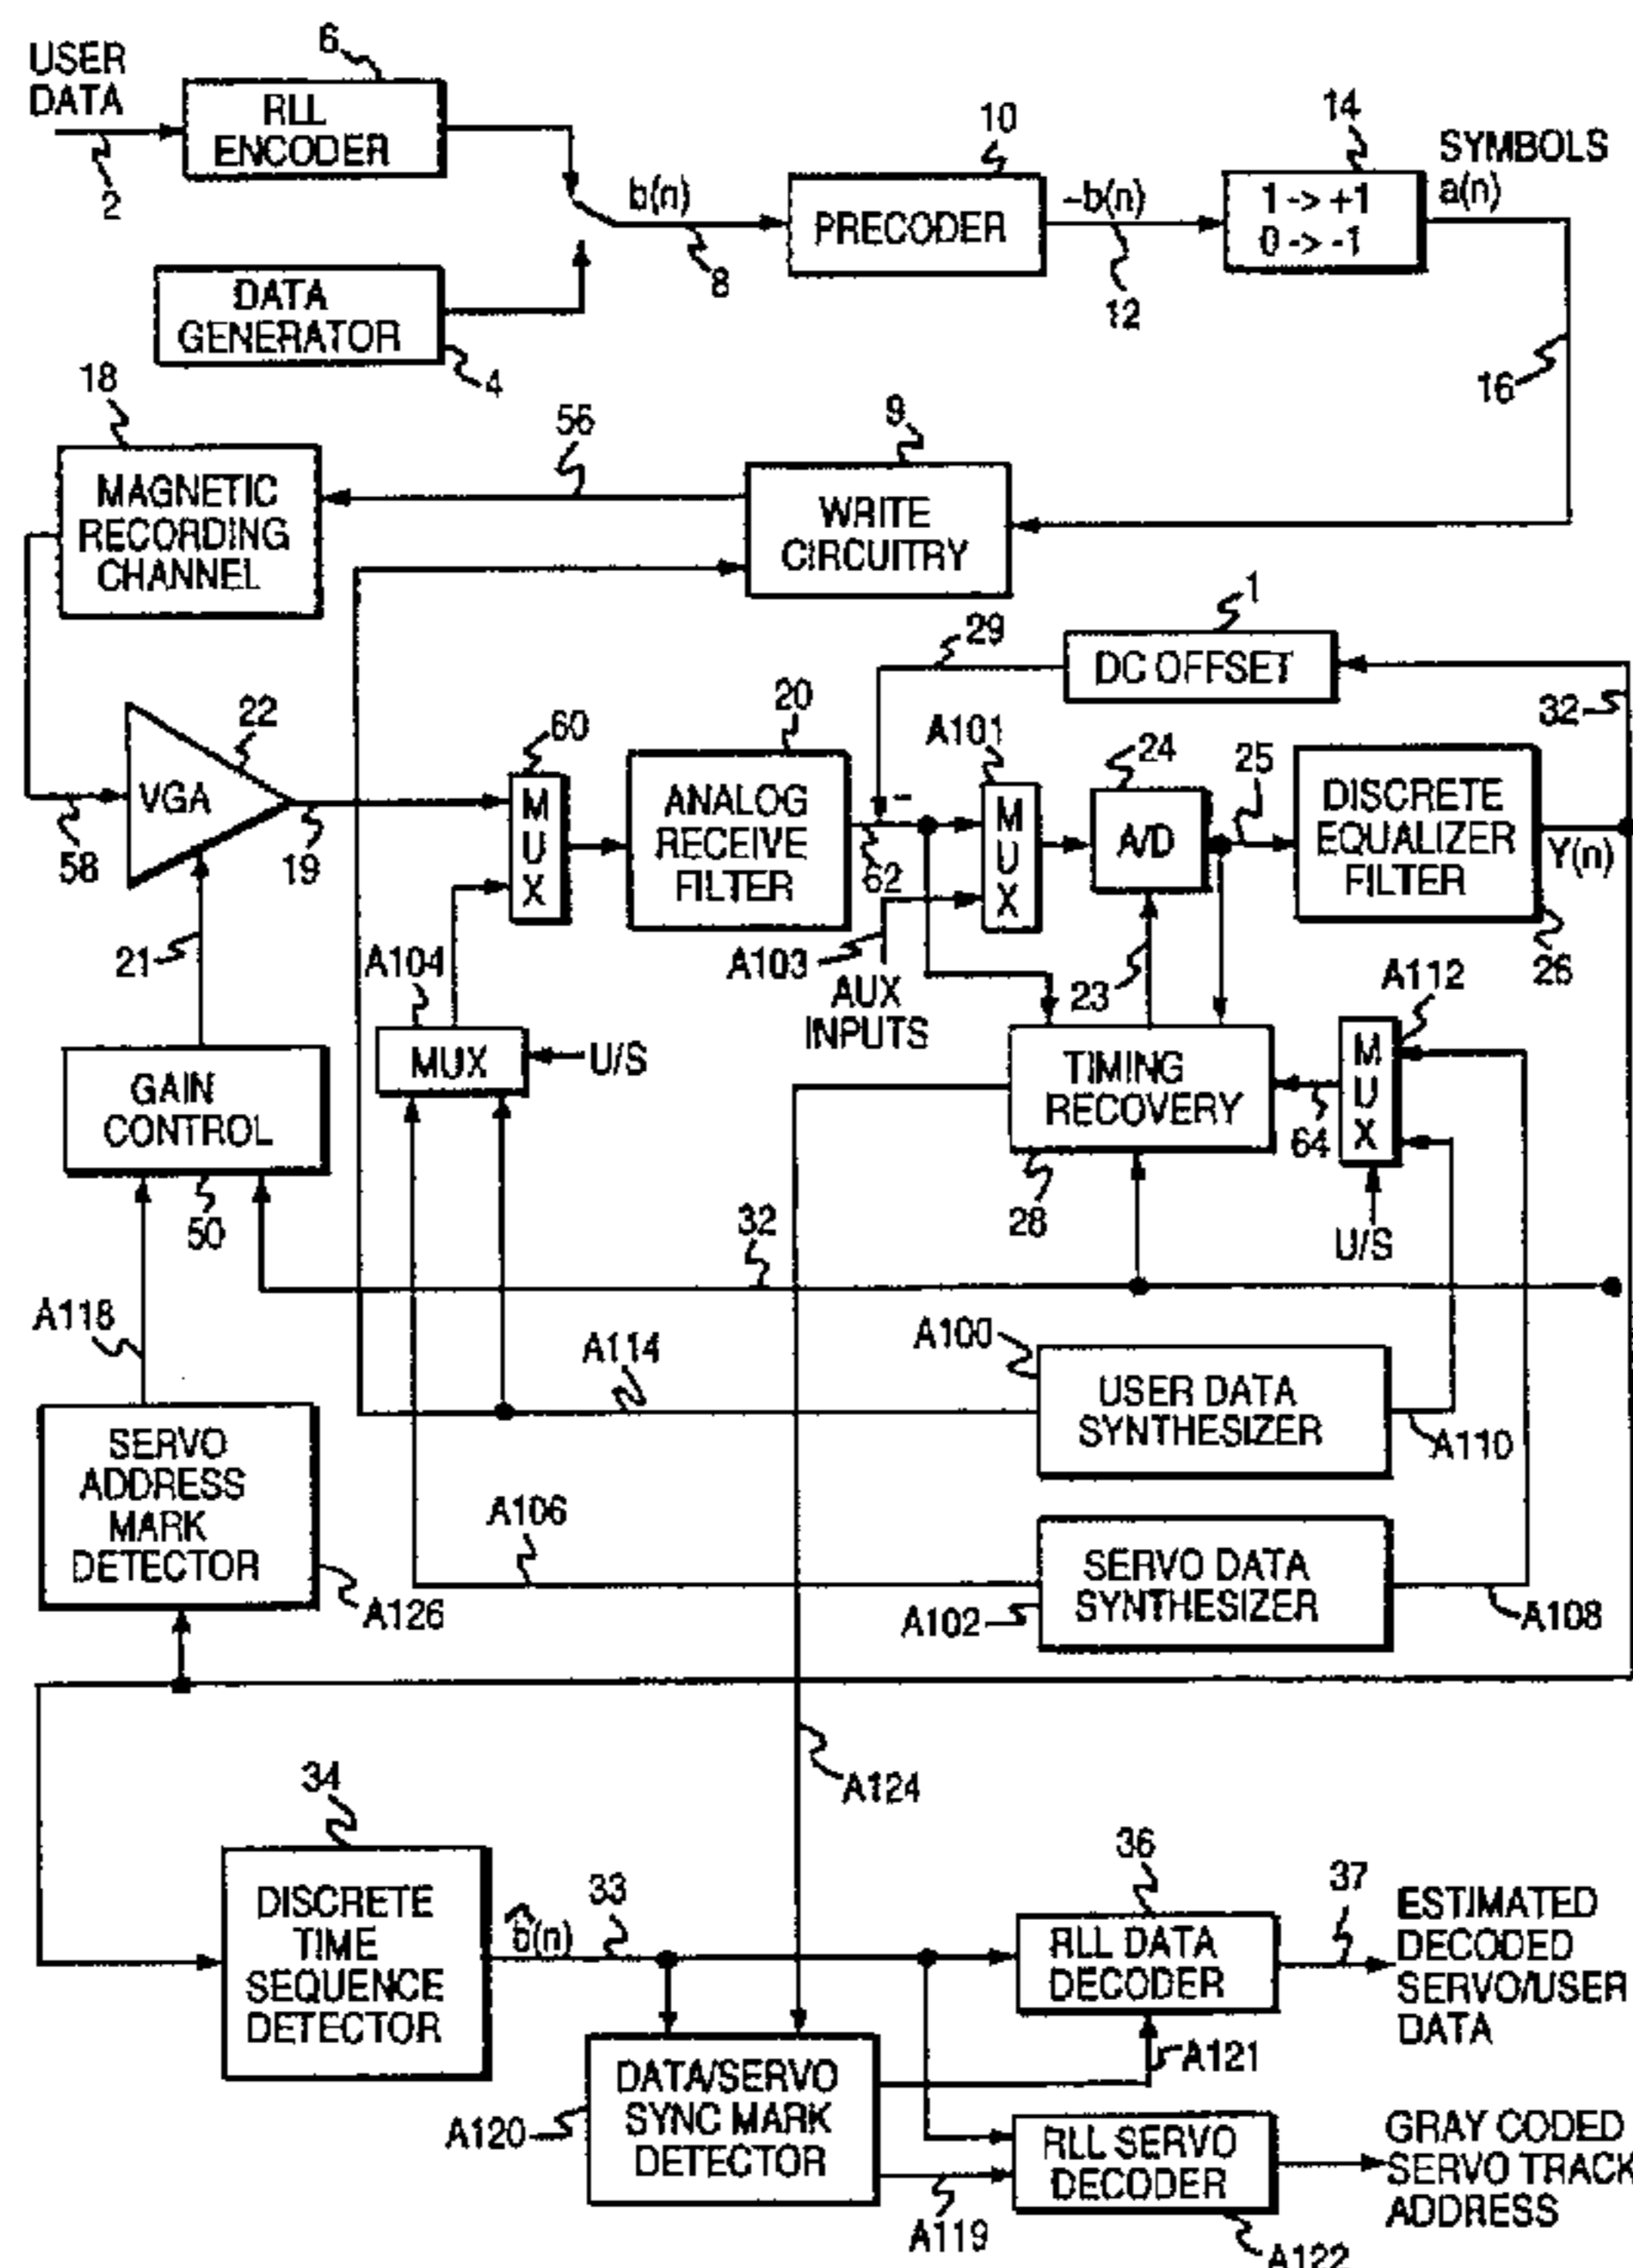 USER
DATA
2
6
RLL
ENCODER
DATA
GENERATOR
4
b(n)
8
10
PRECODER
~b(n)
12
14
1 -> +1
0 -> -1
SYMBOLS
a(n)
16
18
MAGNETIC
RECORDING
CHANNEL
56
9
WRITE
CIRCUITRY
1
DC OFFSET
29
32
22
VGA
58
19
21
60
MUX
20
ANALOG
RECEIVE
FILTER
62
-
A101
MUX
A103
AUX
INPUTS
24
A/D
23
25
DISCRETE
EQUALIZER
FILTER
Y(n)
26
A104
MUX
U/S
GAIN
CONTROL
50
TIMING
RECOVERY
28
64
A112
MUX
U/S
32
A118
A114
A100
USER DATA
SYNTHESIZER
A110
SERVO
ADDRESS
MARK
DETECTOR
A126
A106
A102
SERVO DATA
SYNTHESIZER
A108
A124
34
DISCRETE
TIME
SEQUENCE
DETECTOR
b̂(n)
33
36
RLL DATA
DECODER
37
ESTIMATED
DECODED
SERVO/USER
DATA
A121
A120
DATA/SERVO
SYNC MARK
DETECTOR
A119
RLL SERVO
DECODER
A122
GRAY CODED
SERVO TRACK
ADDRESS